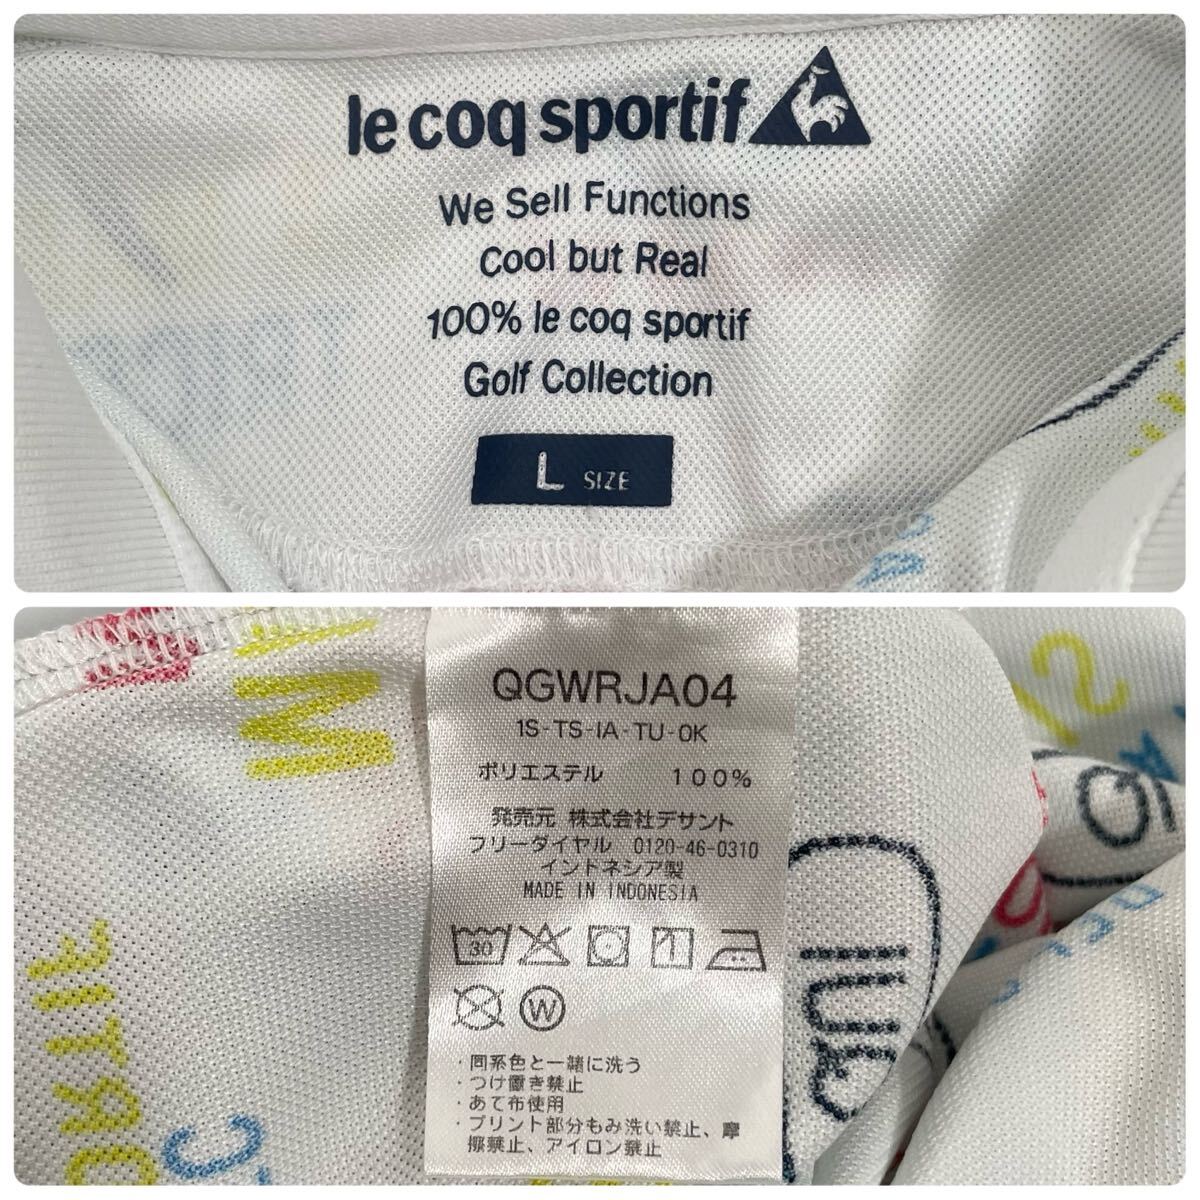 le coq sportif
We Sell Functions
Cool but Real
100% le coq sportif
Golf Collection
L SIZE
QGWRJA04
1S-TS-IA-TU-OK
ポリエステル 100%
発売元 株式会社デサント
フリーダイヤル 0120-46-0310
インドネシア製
MADE IN INDONESIA
30
W
・同系色と一緒に洗う
・つけ置き禁止
・あて布使用
・プリント部分もみ洗い禁止、摩
擦禁止、アイロン禁止